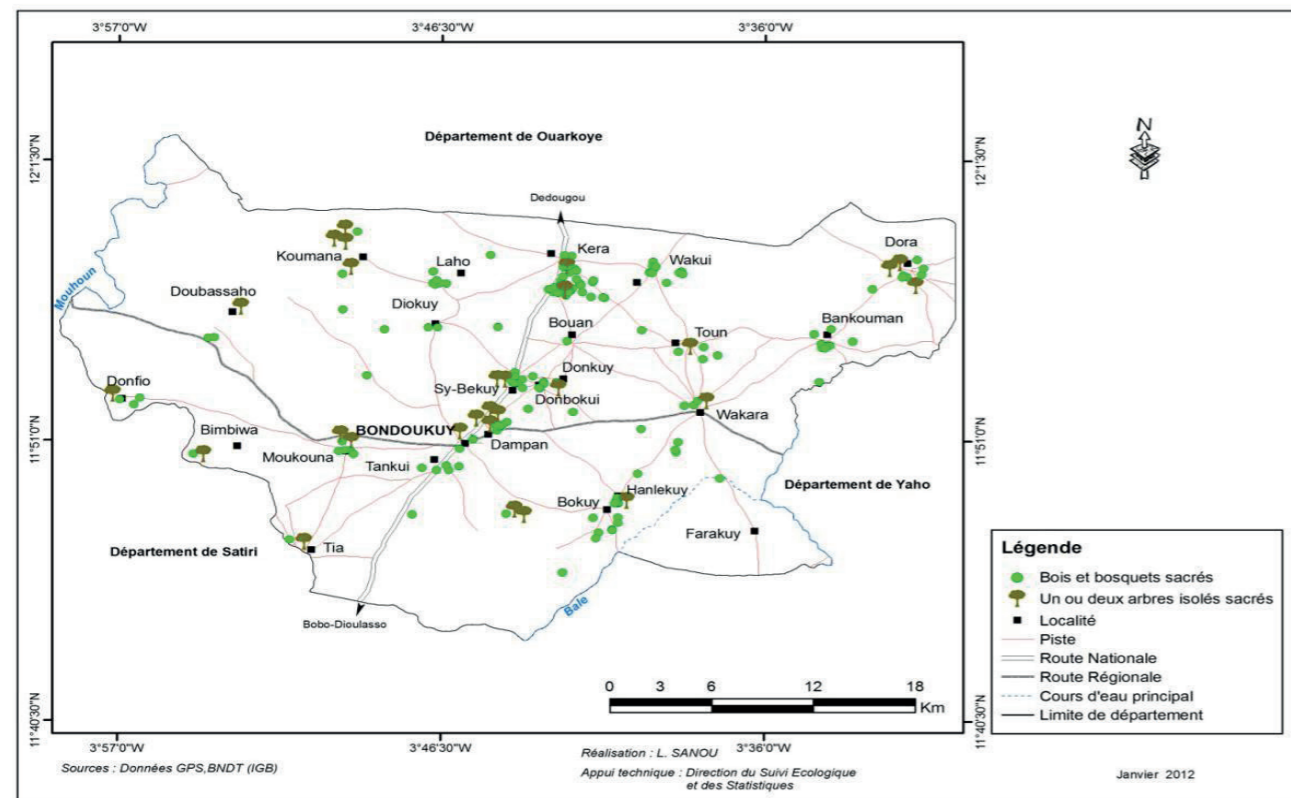 3°57'0"W
3°46'30"W
3°36'0"W
12°1'30"N
12°1'30"N
N
Département de Ouarkoye
Dedougou
Mouhoun
Koumana
Laho
Kera
Wakui
Dora
Doubassaho
Diokuy
Bouan
Toun
Bankouman
Donfio
Sy-Bekuy
Donkuy
Donbokui
Wakara
Bimbiwa
BONDOUKUY
Dampan
11°51'0"N
11°51'0"N
Moukouna
Tankui
Hanlekuy
Bokuy
Département de Yaho
Farakuy
Département de Satiri
Tia
Bale
Bobo-Dioulasso
Légende
Bois et bosquets sacrés
Un ou deux arbres isolés sacrés
Localité
Piste
Route Nationale
Route Régionale
Cours d'eau principal
Limite de département
0 3 6 12 18
Km
11°40'30"N
11°40'30"N
3°57'0"W
3°46'30"W
3°36'0"W
Sources : Données GPS,BNDT (IGB)
Réalisation : L. SANOU
Appui technique : Direction du Suivi Ecologique
et des Statistiques
Janvier 2012